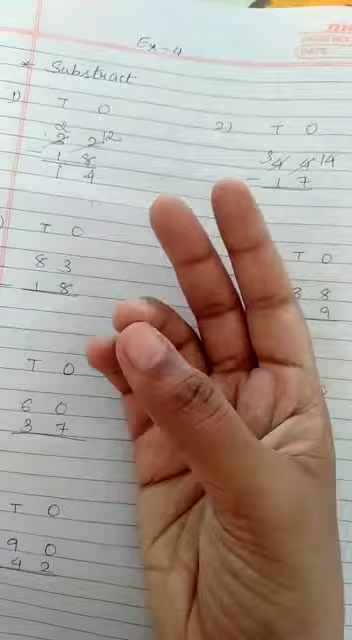 Ex-4
* Substract
1) T O
2 12
3 2
- 1 8
1 4
2) T O
3 14
4 4
- 1 7
) T O
8 3
- 1 8
T O
3 8
9
T O
6 0
3 7
T O
9 0
4 2